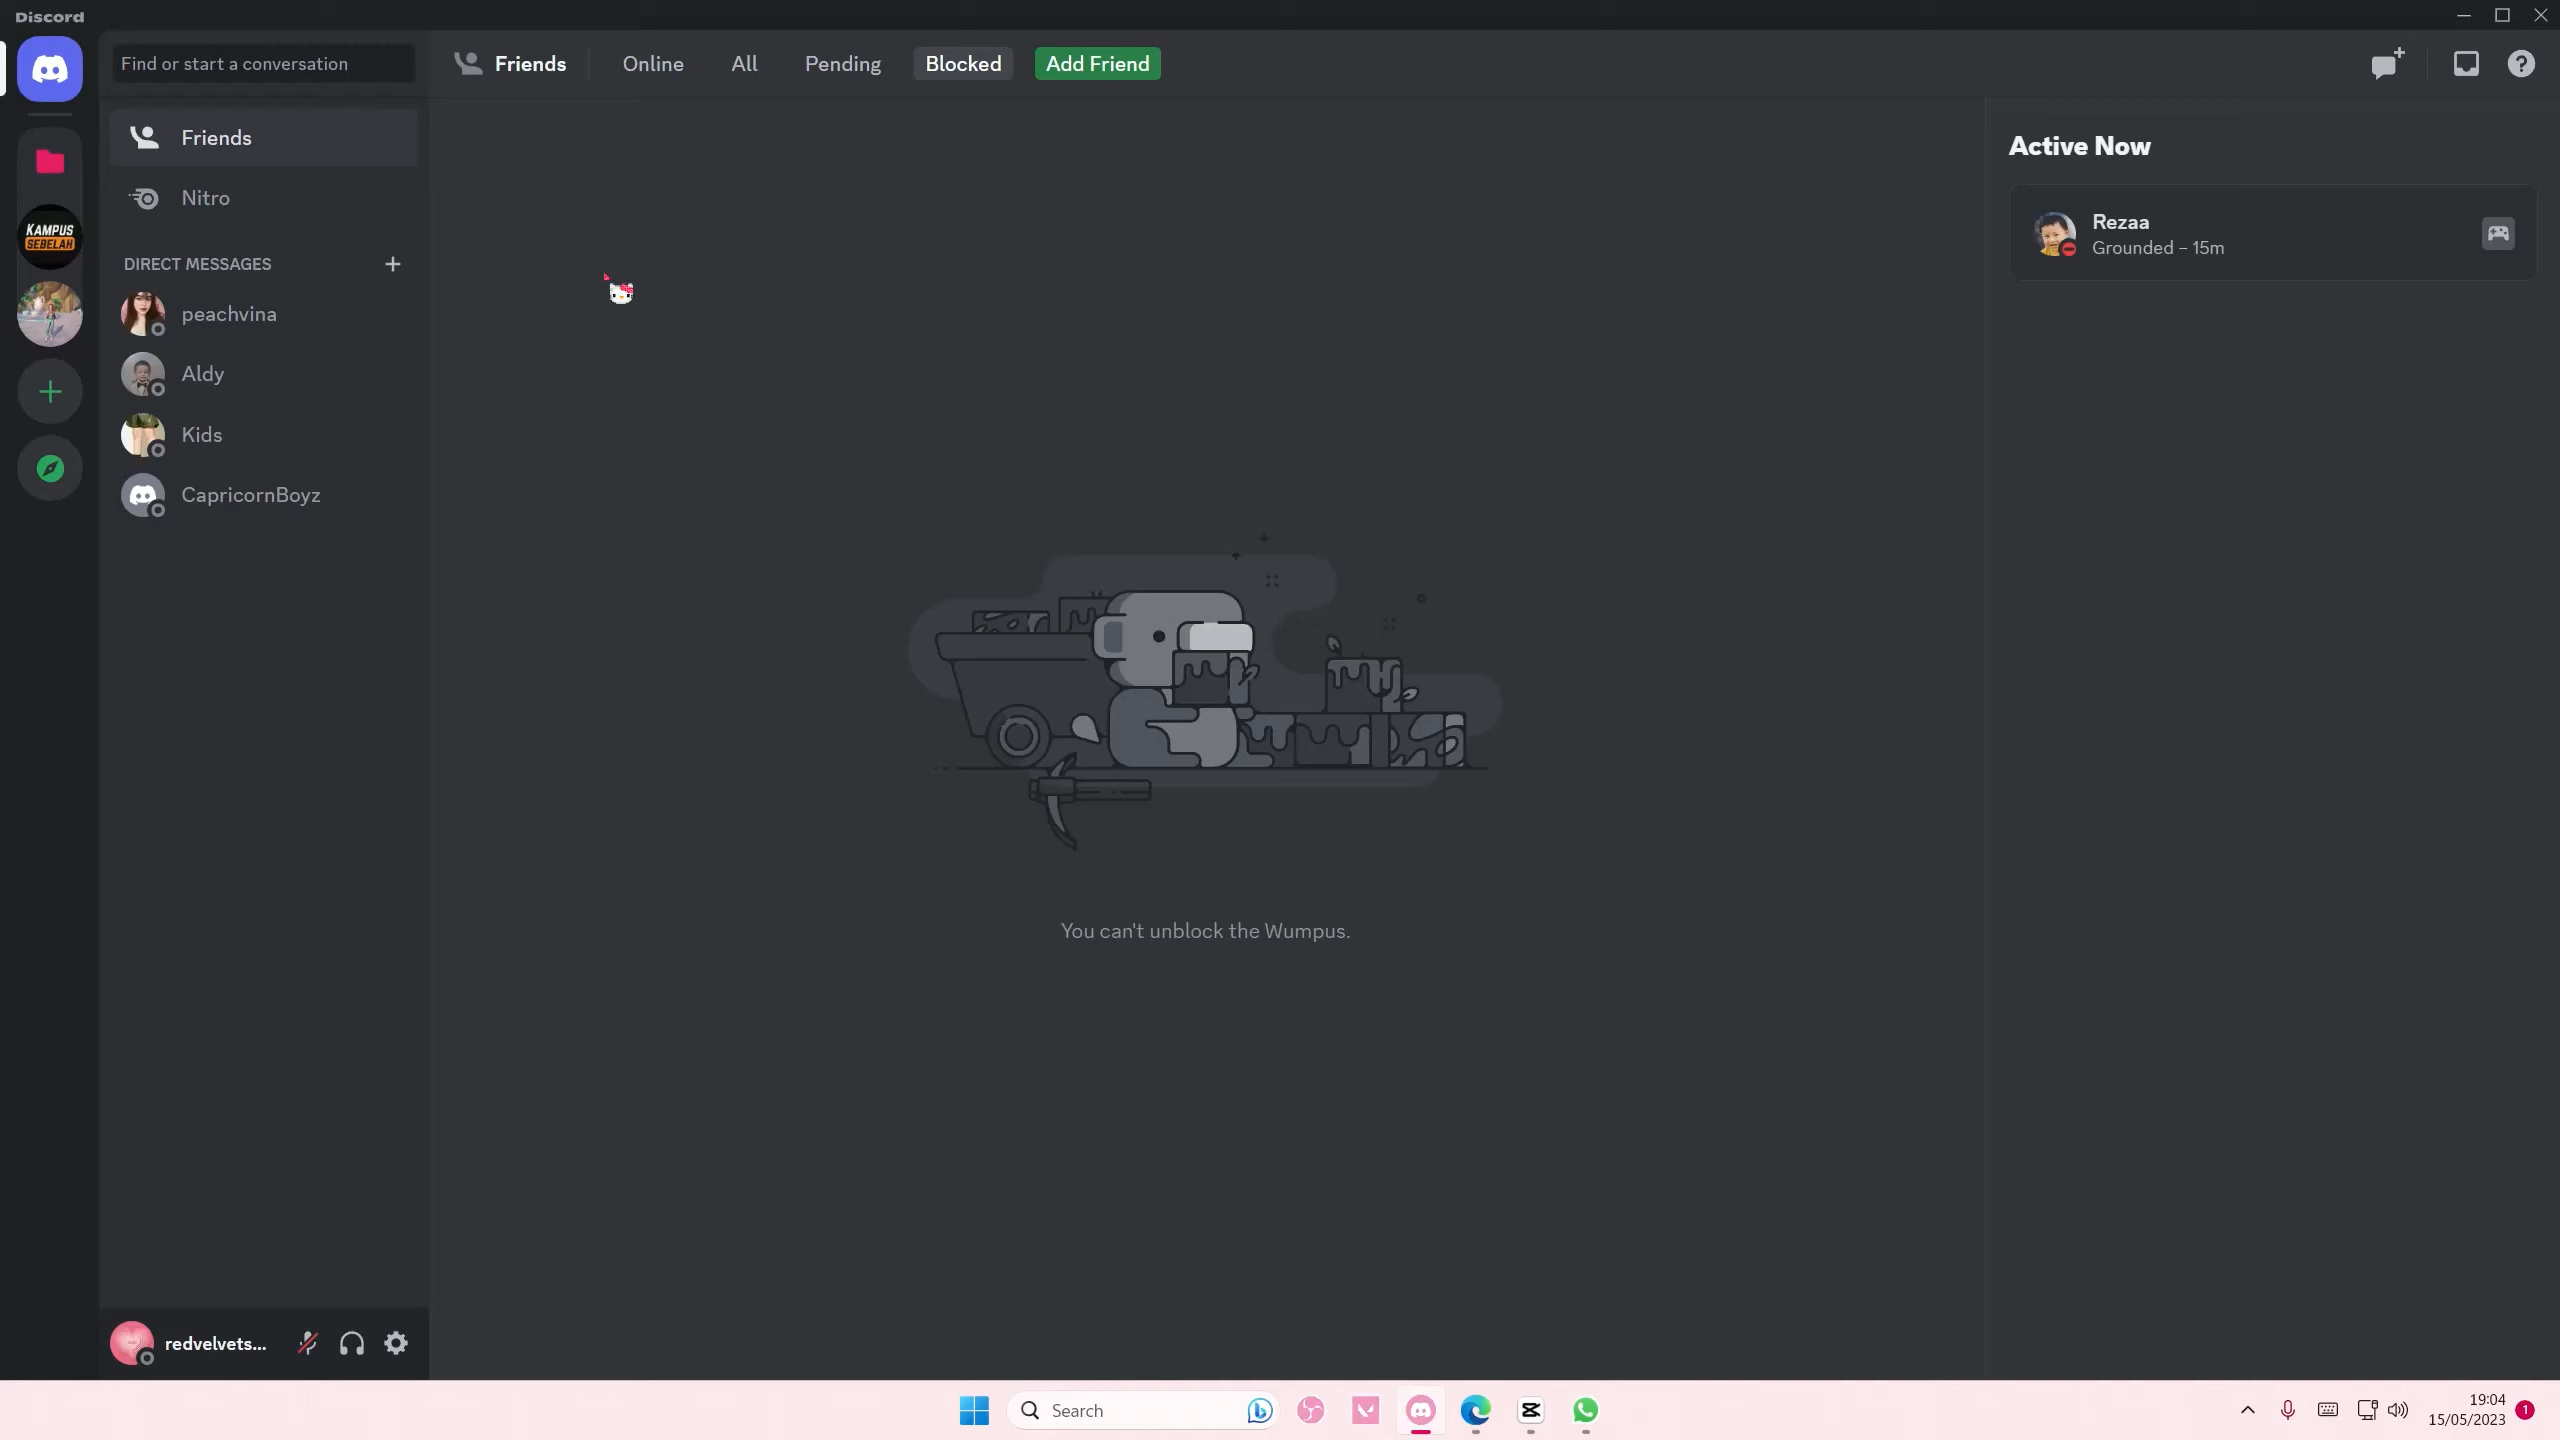 Discord
Find or start a conversation
Friends
Online
All
Pending
Blocked
Add Friend
Friends
Nitro
DIRECT MESSAGES
peachvina
Aldy
Kids
CapricornBoyz
KAMPUS
SEBELAH
You can't unblock the Wumpus.
Active Now
Rezaa
Grounded – 15m
redvelvets...
Search
19:04
15/05/2023
1